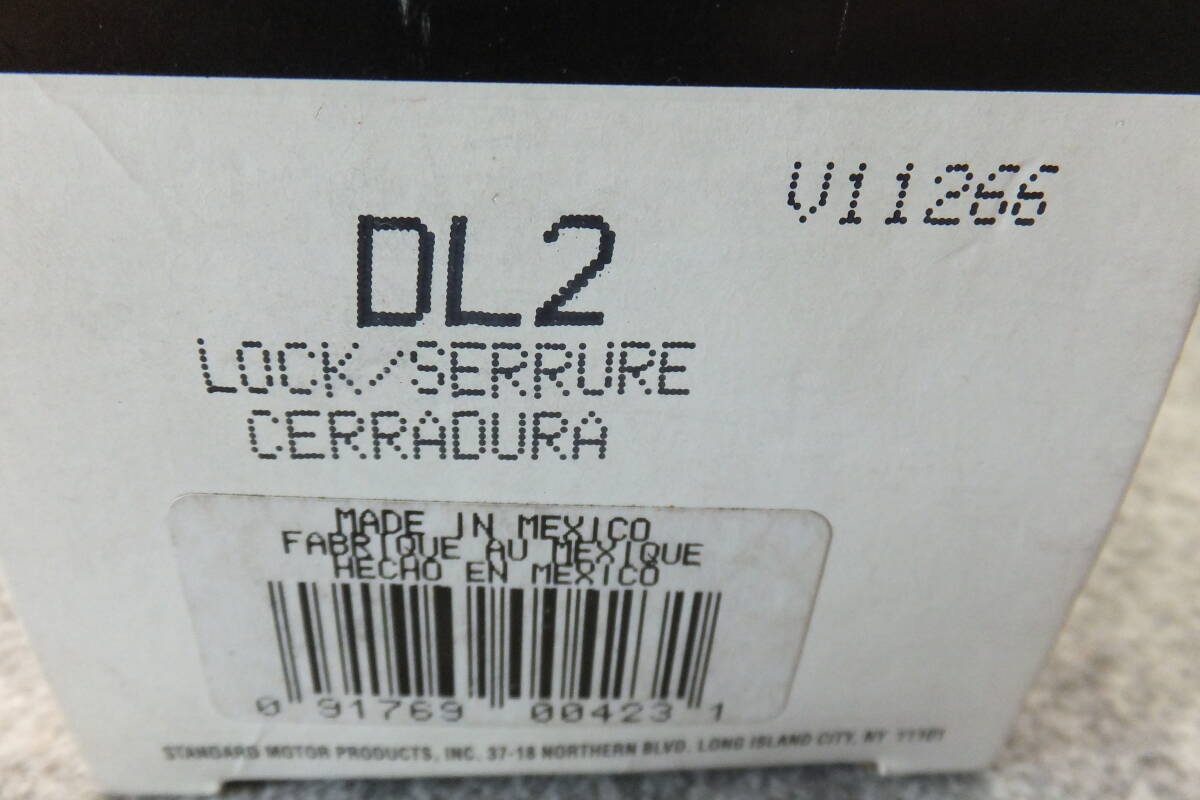 V11266
DL2
LOCK/SERRURE
CERRADURA
MADE IN MEXICO
FABRIQUE AU MEXIQUE
HECHO EN MEXICO
0 91769 00423 1
STANDARD MOTOR PRODUCTS, INC. 37-18 NORTHERN BLVD. LONG ISLAND CITY, NY 11101